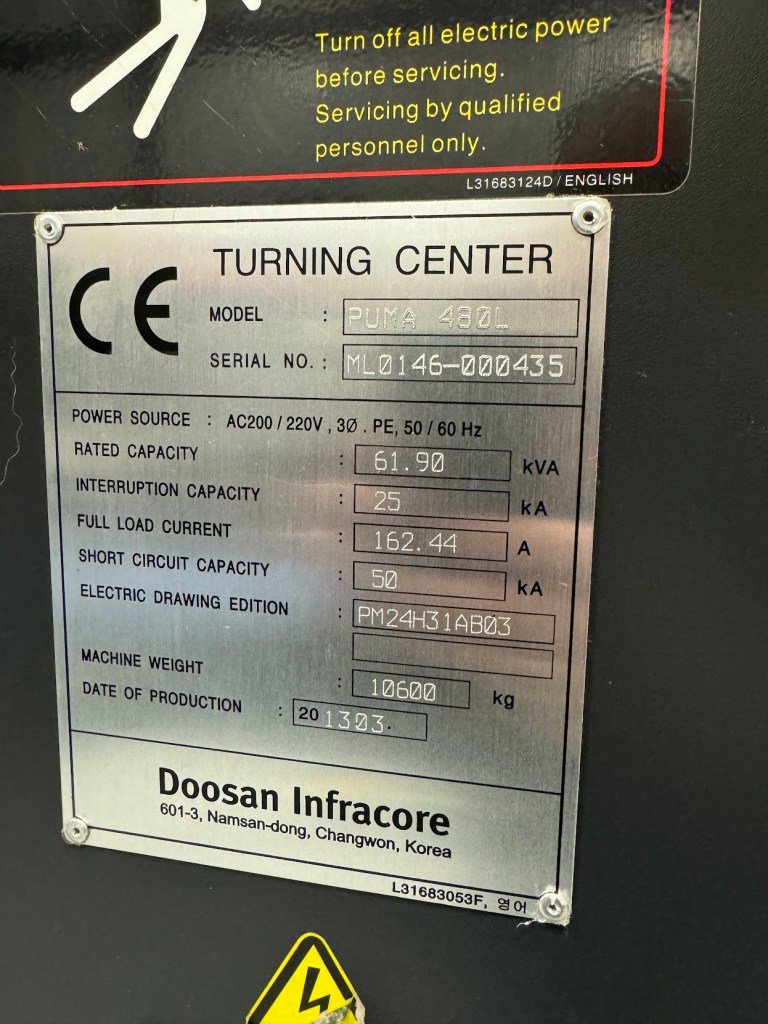 Turn off all electric power
before servicing.
Servicing by qualified
personnel only.
L31683124D / ENGLISH
CE TURNING CENTER
MODEL : PUMA 480L
SERIAL NO. : ML0146-000435
POWER SOURCE : AC200 / 220V , 3Ø . PE, 50 / 60 Hz
RATED CAPACITY : 61.90 kVA
INTERRUPTION CAPACITY : 25 kA
FULL LOAD CURRENT : 162.44 A
SHORT CIRCUIT CAPACITY : 50 kA
ELECTRIC DRAWING EDITION : PM24H31AB03
MACHINE WEIGHT : 10600 kg
DATE OF PRODUCTION : 20 1303.
Doosan Infracore
601-3, Namsan-dong, Changwon, Korea
L31683053F, 영어